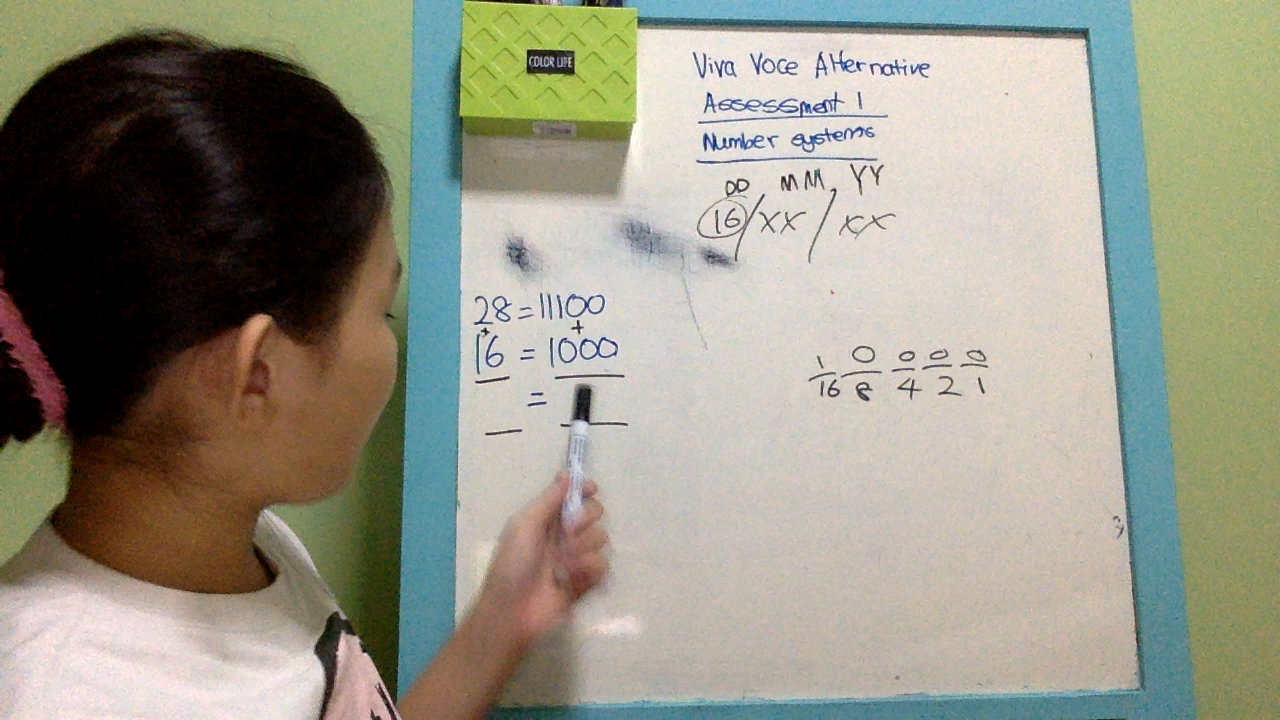 COLOR LIFE
Viva Voce Alternative
Assessment 1
Number systems
DD MM YY
16/XX/XX
28=11100
+ +
16 = 1000
=
1 0 0 0 0
16 8 4 2 1